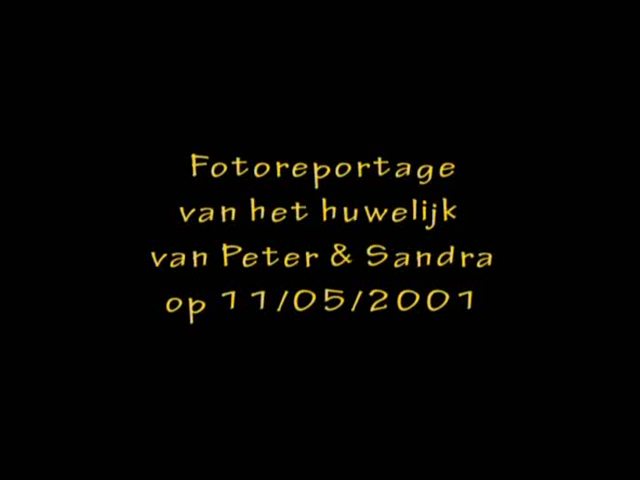 Fotoreportage
van het huwelijk
van Peter & Sandra
op 11/05/2001